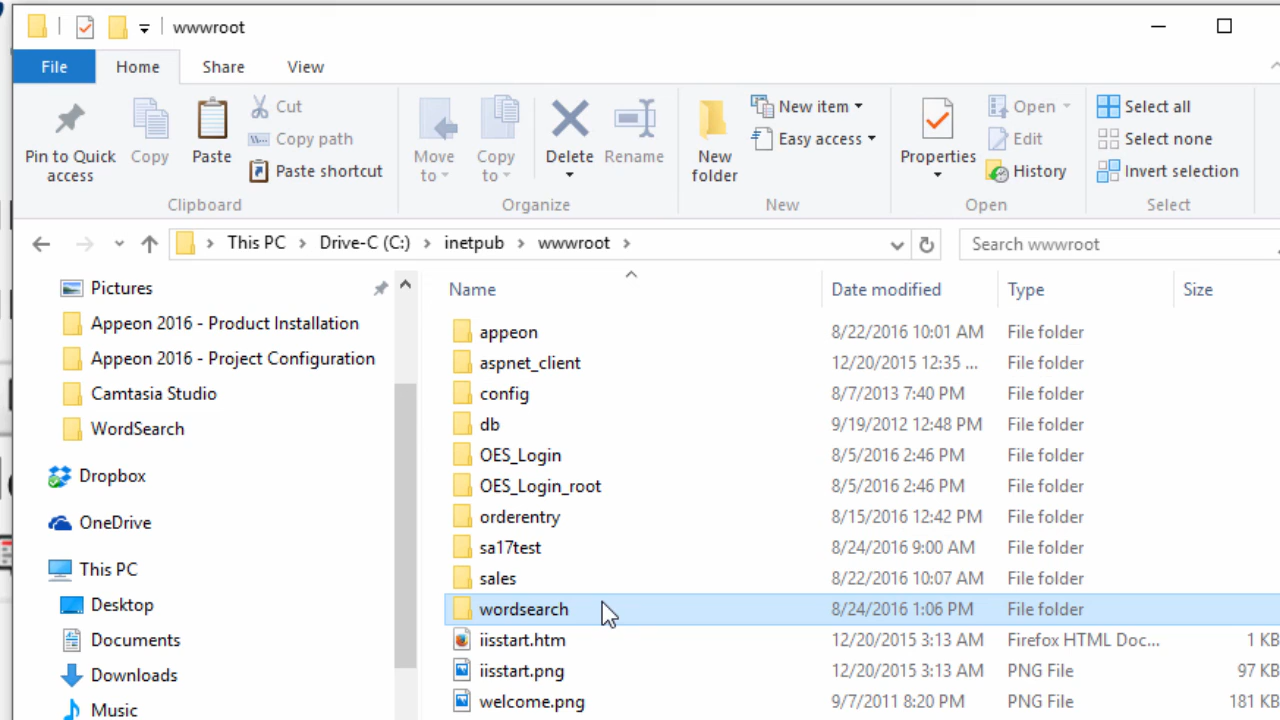 wwwroot
File Home Share View
Pin to Quick access
Copy
Paste
Cut
Copy path
Paste shortcut
Move to
Copy to
Delete
Rename
New folder
New item
Easy access
Properties
Open
Edit
History
Select all
Select none
Invert selection
Clipboard Organize New Open Select
This PC > Drive-C (C:) > inetpub > wwwroot >
Search wwwroot
Pictures
Appeon 2016 - Product Installation
Appeon 2016 - Project Configuration
Camtasia Studio
WordSearch
Dropbox
OneDrive
This PC
Desktop
Documents
Downloads
Music
Name Date modified Type Size
appeon 8/22/2016 10:01 AM File folder
aspnet_client 12/20/2015 12:35 ... File folder
config 8/7/2013 7:40 PM File folder
db 9/19/2012 12:48 PM File folder
OES_Login 8/5/2016 2:46 PM File folder
OES_Login_root 8/5/2016 2:46 PM File folder
orderentry 8/15/2016 12:42 PM File folder
sa17test 8/24/2016 9:00 AM File folder
sales 8/22/2016 10:07 AM File folder
wordsearch 8/24/2016 1:06 PM File folder
iisstart.htm 12/20/2015 3:13 AM Firefox HTML Doc... 1 KB
iisstart.png 12/20/2015 3:13 AM PNG File 97 KB
welcome.png 9/7/2011 8:20 PM PNG File 181 KB